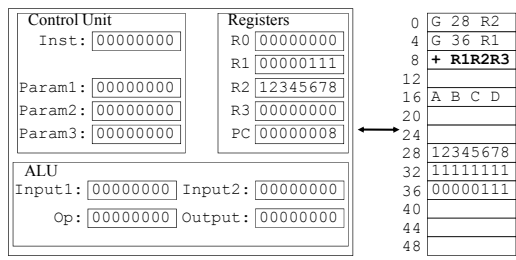 Control Unit
Inst: 00000000
Param1: 00000000
Param2: 00000000
Param3: 00000000
Registers
R0 00000000
R1 00000111
R2 12345678
R3 00000000
PC 00000008
ALU
Input1: 00000000 Input2: 00000000
Op: 00000000 Output: 00000000
0 G 28 R2
4 G 36 R1
8 + R1R2R3
12
16 A B C D
20
24
28 12345678
32 11111111
36 00000111
40
44
48